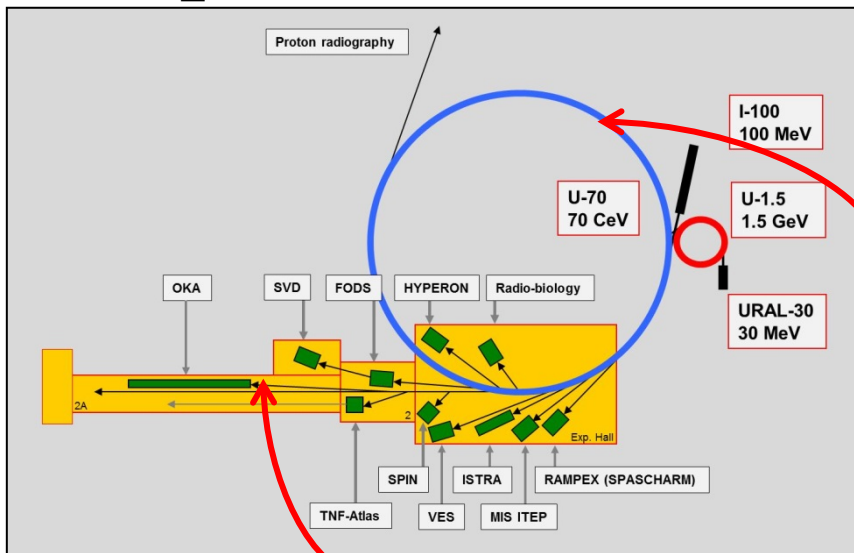 Proton radiography
I-100
100 MeV
U-70
70 CeV
U-1.5
1.5 GeV
URAL-30
30 MeV
OKA
SVD
FODS
HYPERON
Radio-biology
2A
2
Exp. Hall
SPIN
ISTRA
RAMPEX (SPASCHARM)
TNF-Atlas
VES
MIS ITEP